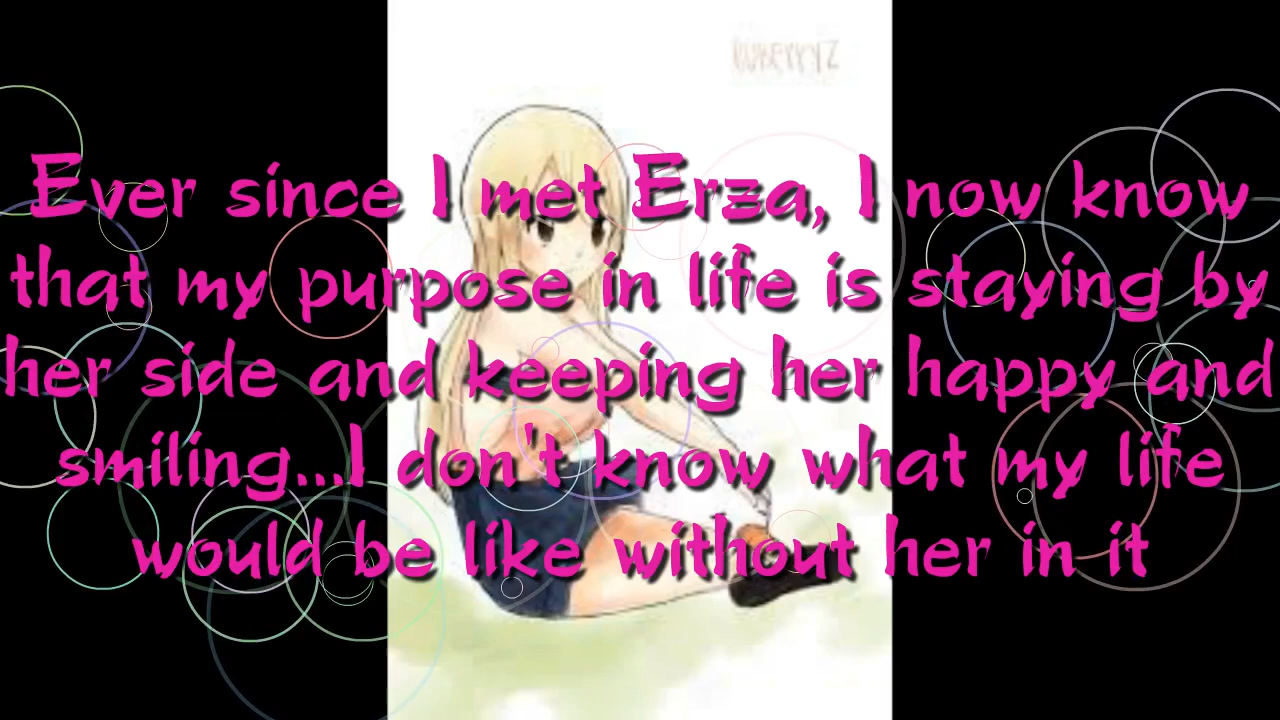 Ever since I met Erza, I now know
that my purpose in life is staying by
her side and keeping her happy and
smiling...I don't know what my life
would be like without her in it